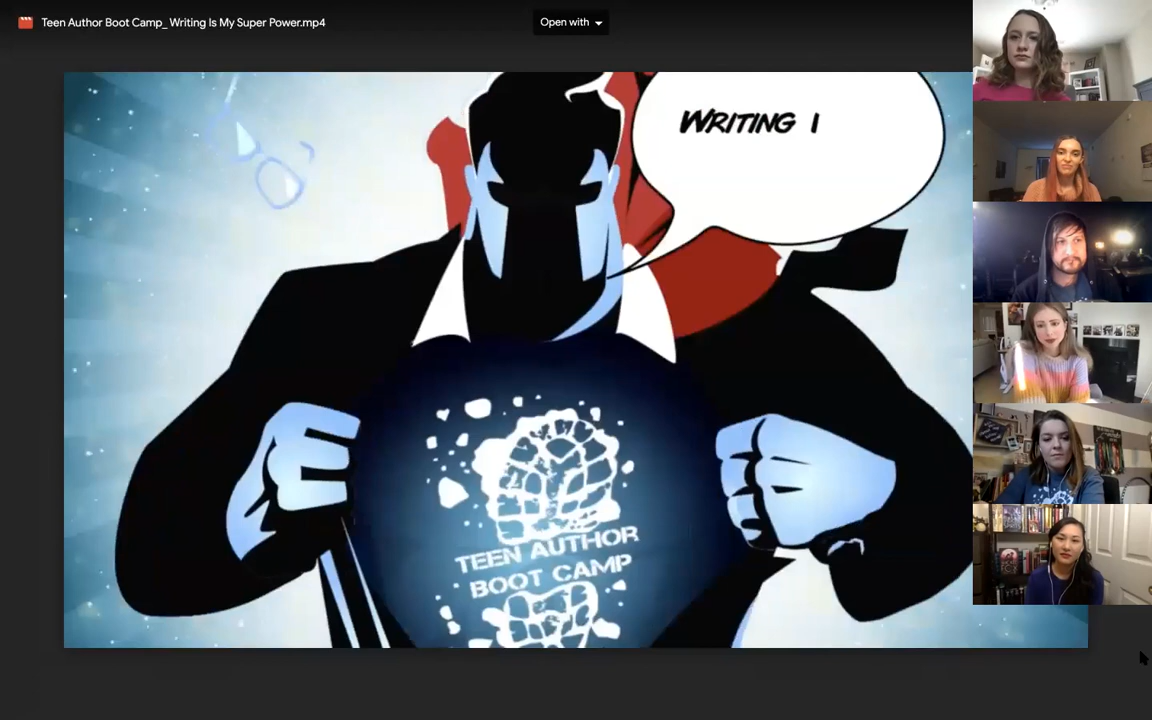 Teen Author Boot Camp_ Writing Is My Super Power.mp4
Open with
WRITING I
TEEN AUTHOR
BOOT CAMP